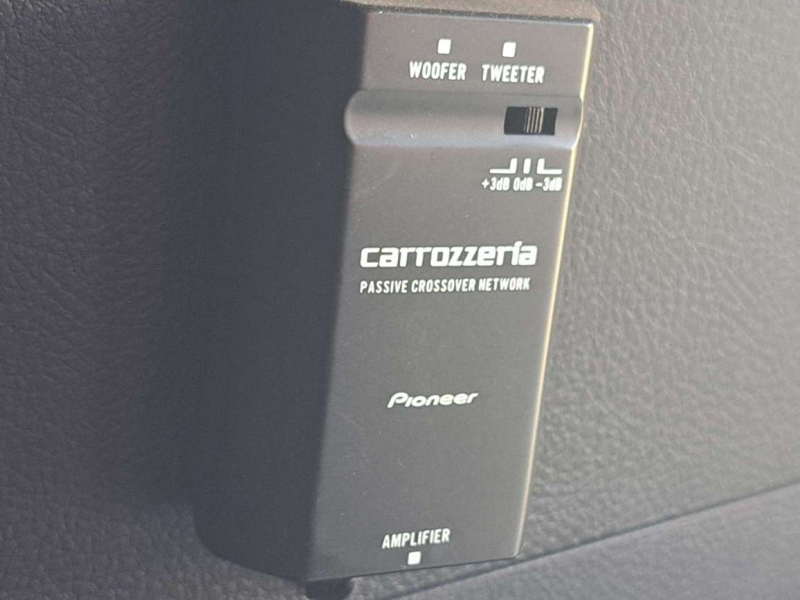 WOOFER TWEETER
+3dB 0dB -3dB
carrozzeria
PASSIVE CROSSOVER NETWORK
Pioneer
AMPLIFIER